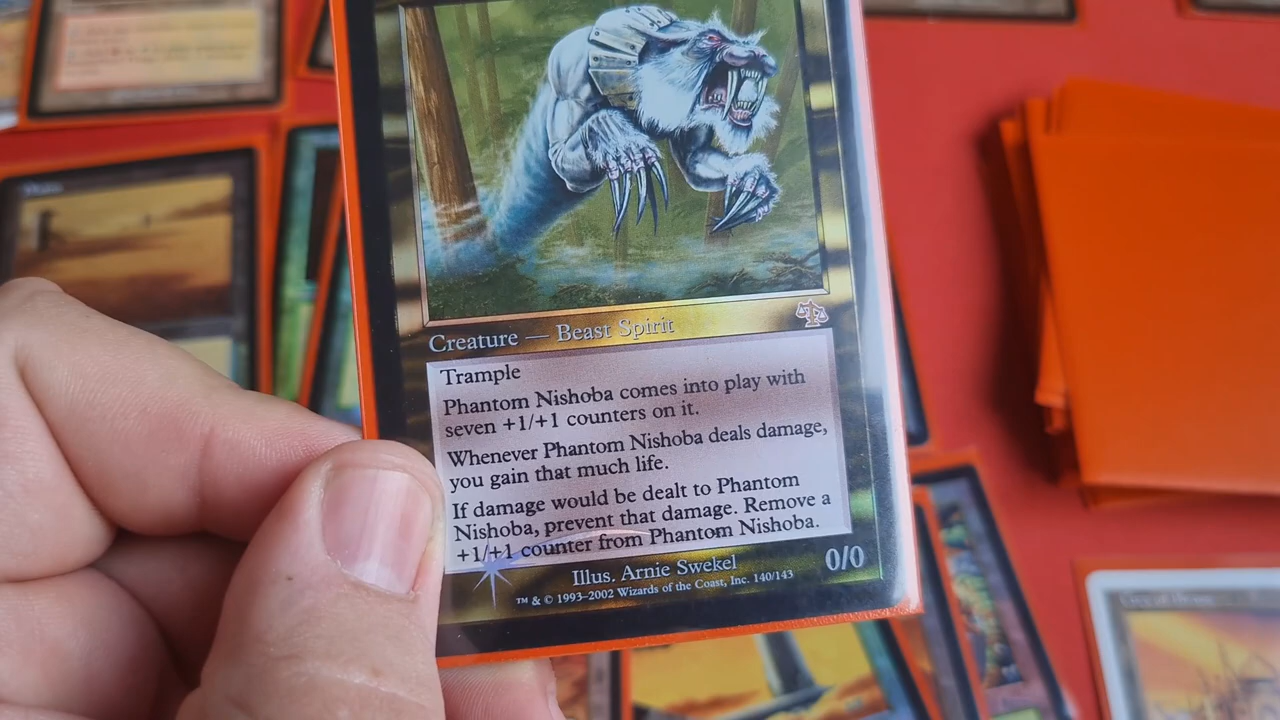 Creature — Beast Spirit
Trample
Phantom Nishoba comes into play with
seven +1/+1 counters on it.
Whenever Phantom Nishoba deals damage,
you gain that much life.
If damage would be dealt to Phantom
Nishoba, prevent that damage. Remove a
+1/+1 counter from Phantom Nishoba.
Illus. Arnie Swekel
0/0
™ & © 1993–2002 Wizards of the Coast, Inc. 140/143